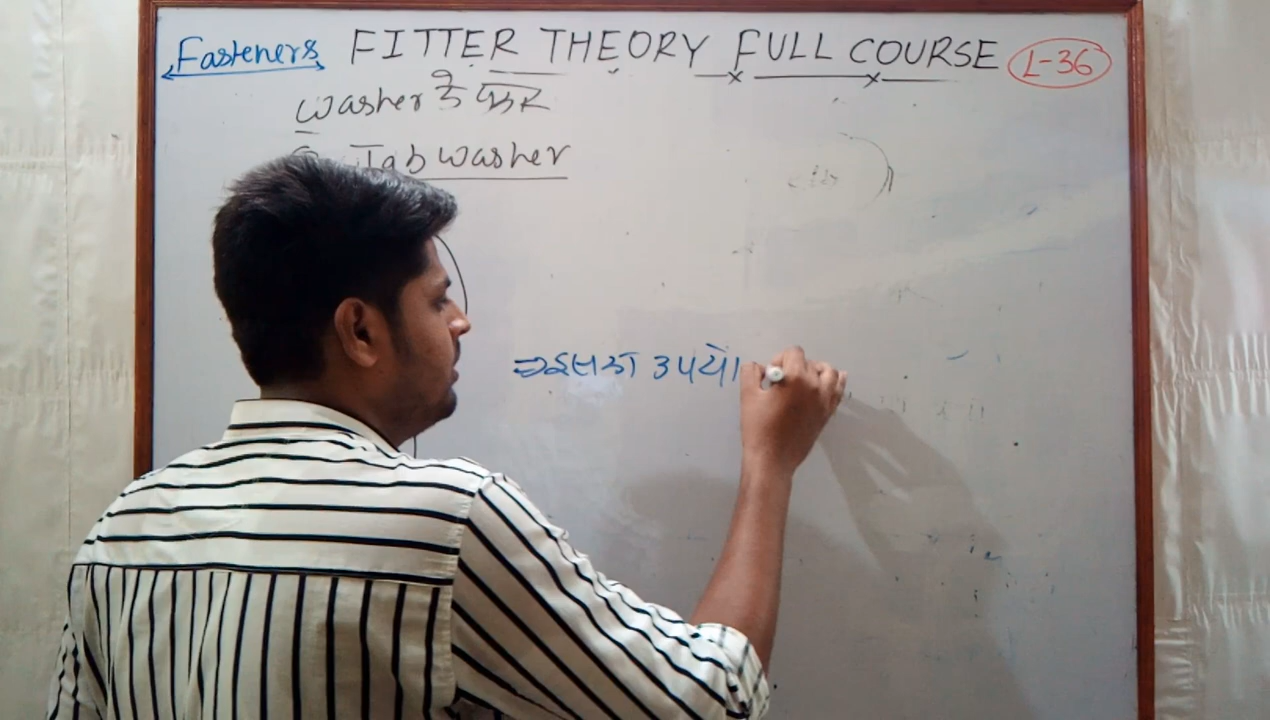 Fasteners FITTER THEORY FULL COURSE L-36
Washer के प्रकार
Tab washer
⇒ इसका उपयो